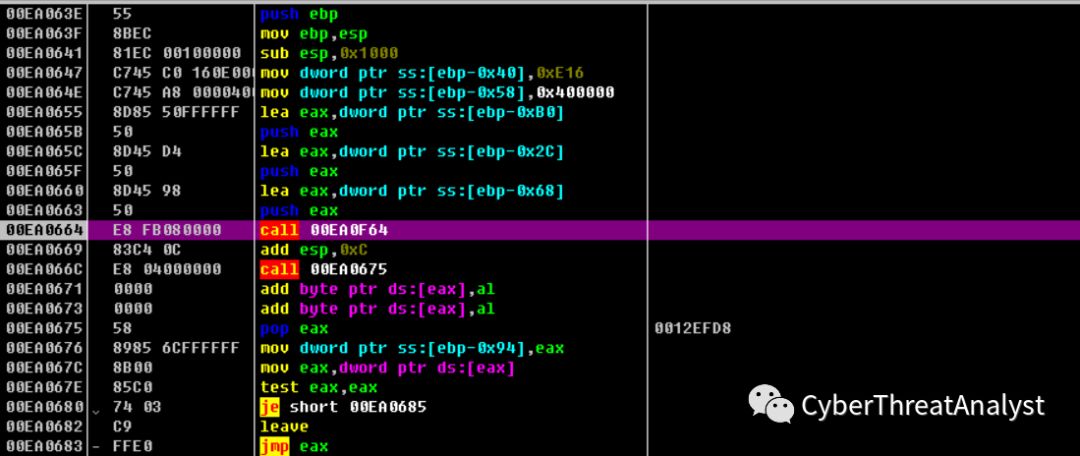 00EA063E 55 push ebp
00EA063F 8BEC mov ebp,esp
00EA0641 81EC 00100000 sub esp,0x1000
00EA0647 C745 C0 160E000 mov dword ptr ss:[ebp-0x40],0xE16
00EA064E C745 A8 0000400 mov dword ptr ss:[ebp-0x58],0x400000
00EA0655 8D85 50FFFFFF lea eax,dword ptr ss:[ebp-0xB0]
00EA065B 50 push eax
00EA065C 8D45 D4 lea eax,dword ptr ss:[ebp-0x2C]
00EA065F 50 push eax
00EA0660 8D45 98 lea eax,dword ptr ss:[ebp-0x68]
00EA0663 50 push eax
00EA0664 E8 FB080000 call 00EA0F64
00EA0669 83C4 0C add esp,0xC
00EA066C E8 04000000 call 00EA0675
00EA0671 0000 add byte ptr ds:[eax],al
00EA0673 0000 add byte ptr ds:[eax],al
00EA0675 58 pop eax 0012EFD8
00EA0676 8985 6CFFFFFF mov dword ptr ss:[ebp-0x94],eax
00EA067C 8B00 mov eax,dword ptr ds:[eax]
00EA067E 85C0 test eax,eax
00EA0680 74 03 je short 00EA0685
00EA0682 C9 leave
00EA0683 - FFE0 jmp eax
CyberThreatAnalyst